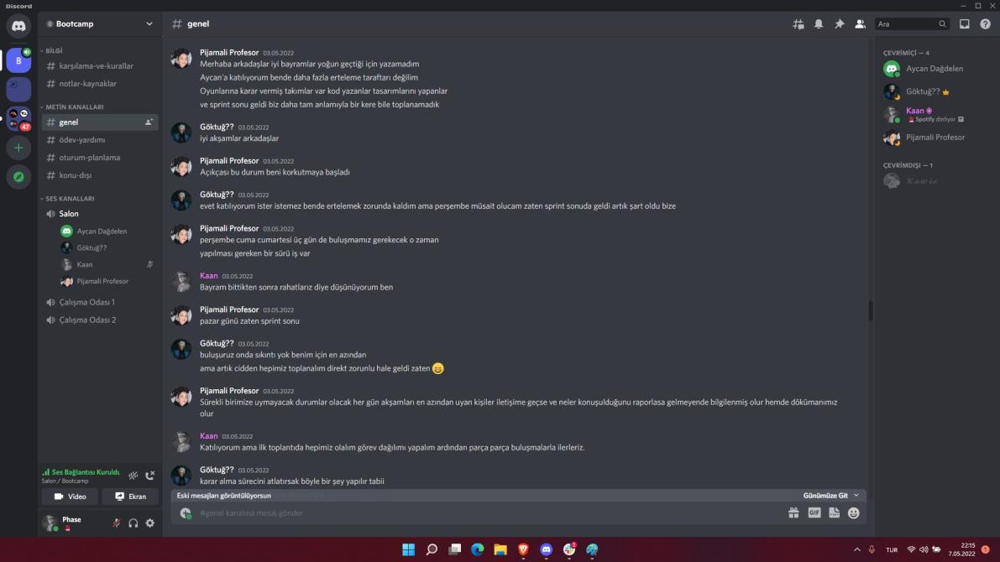 Discord
Bootcamp
BİLGİ
karşılama-ve-kurallar
notlar-kaynaklar
METİN KANALLARI
genel
ödev-yardımı
oturum-planlama
konu-dışı
SES KANALLARI
Salon
Aycan Dağdelen
Göktuğ??
Kaan
Pijamali Profesor
Çalışma Odası 1
Çalışma Odası 2
Ses Bağlantısı Kuruldu
Salon / Bootcamp
Video
Ekran
Phase
B
47
# genel
Ara
Pijamali Profesor 03.05.2022
Merhaba arkadaşlar iyi bayramlar yoğun geçtiği için yazamadım
Aycan'a katılıyorum bende daha fazla erteleme taraftarı değilim
Oyunlarına karar vermiş takımlar var kod yazanlar tasarımlarını yapanlar
ve sprint sonu geldi biz daha tam anlamıyla bir kere bile toplanamadık
Göktuğ?? 03.05.2022
iyi akşamlar arkadaşlar
Pijamali Profesor 03.05.2022
Açıkçası bu durum beni korkutmaya başladı
Göktuğ?? 03.05.2022
evet katılıyorum ister istemez bende ertelemek zorunda kaldım ama perşembe müsait olucam zaten sprint sonuda geldi artık şart oldu bize
Pijamali Profesor 03.05.2022
perşembe cuma cumartesi üç gün de buluşmamız gerekecek o zaman
yapılması gereken bir sürü iş var
Kaan 03.05.2022
Bayram bittikten sonra rahatlarız diye düşünüyorum ben
Pijamali Profesor 03.05.2022
pazar günü zaten sprint sonu
Göktuğ?? 03.05.2022
buluşuruz onda sıkıntı yok benim için en azından
ama artık cidden hepimiz toplanalım direkt zorunlu hale geldi zaten 😄
Pijamali Profesor 03.05.2022
Sürekli birimize uymayacak durumlar olacak her gün akşamları en azından uyan kişiler iletişime geçse ve neler konuşulduğunu raporlasa gelmeyende bilgilenmiş olur hemde dökümanımız
olur
Kaan 03.05.2022
Katılıyorum ama ilk toplantıda hepimiz olalım görev dağılımı yapalım ardından parça parça buluşmalarla ilerleriz.
Göktuğ?? 03.05.2022
karar alma sürecini atlatırsak böyle bir şey yapılır tabii
Eski mesajları görüntülüyorsun
Günümüze Git
#genel kanalına mesaj gönder
GIF
ÇEVRİMİÇİ — 4
Aycan Dağdelen
Göktuğ??
Kaan
Spotify dinliyor
Pijamali Profesor
ÇEVRİMDIŞI — 1
𝓚𝓪𝔀𝓲𝓮
TUR
22:15
7.05.2022
1